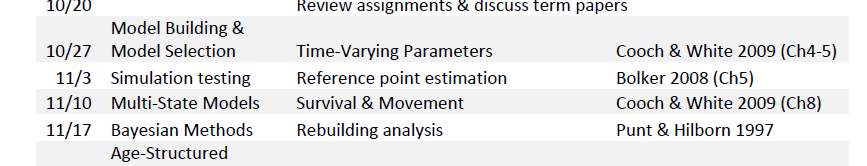 10/20 Review assignments & discuss term papers
Model Building &
10/27 Model Selection Time-Varying Parameters Cooch & White 2009 (Ch4-5)
11/3 Simulation testing Reference point estimation Bolker 2008 (Ch5)
11/10 Multi-State Models Survival & Movement Cooch & White 2009 (Ch8)
11/17 Bayesian Methods Rebuilding analysis Punt & Hilborn 1997
Age-Structured